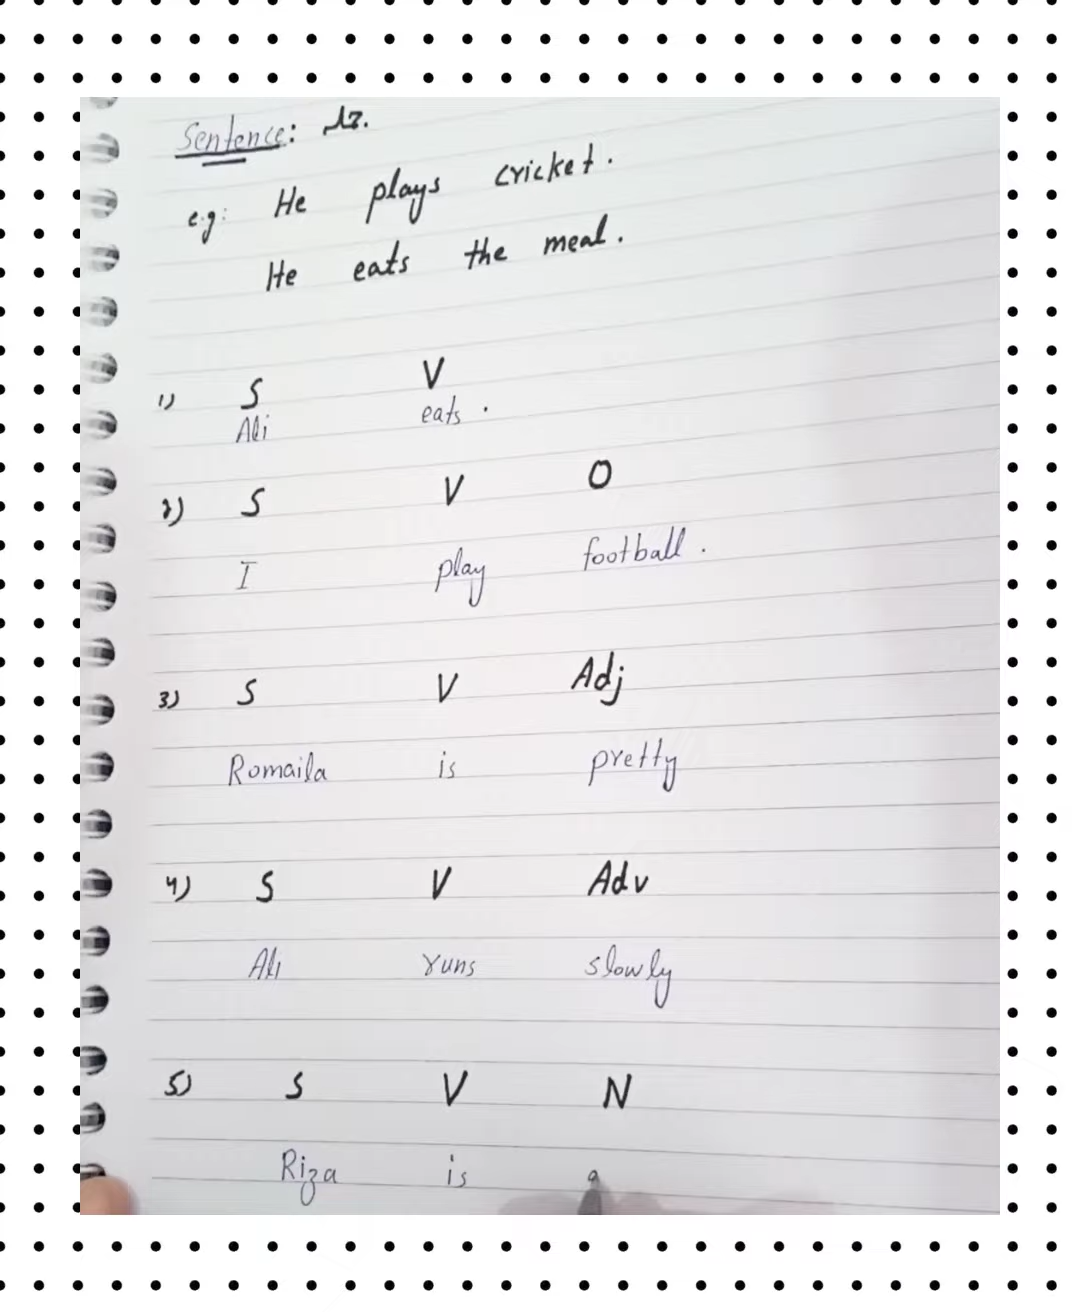 Sentence: جملہ.
e.g: He plays cricket.
He eats the meal.
1) S V
Ali eats.
2) S V O
I play football.
3) S V Adj
Romaila is pretty
4) S V Adv
Ali runs slowly
5) S V N
Riza is a